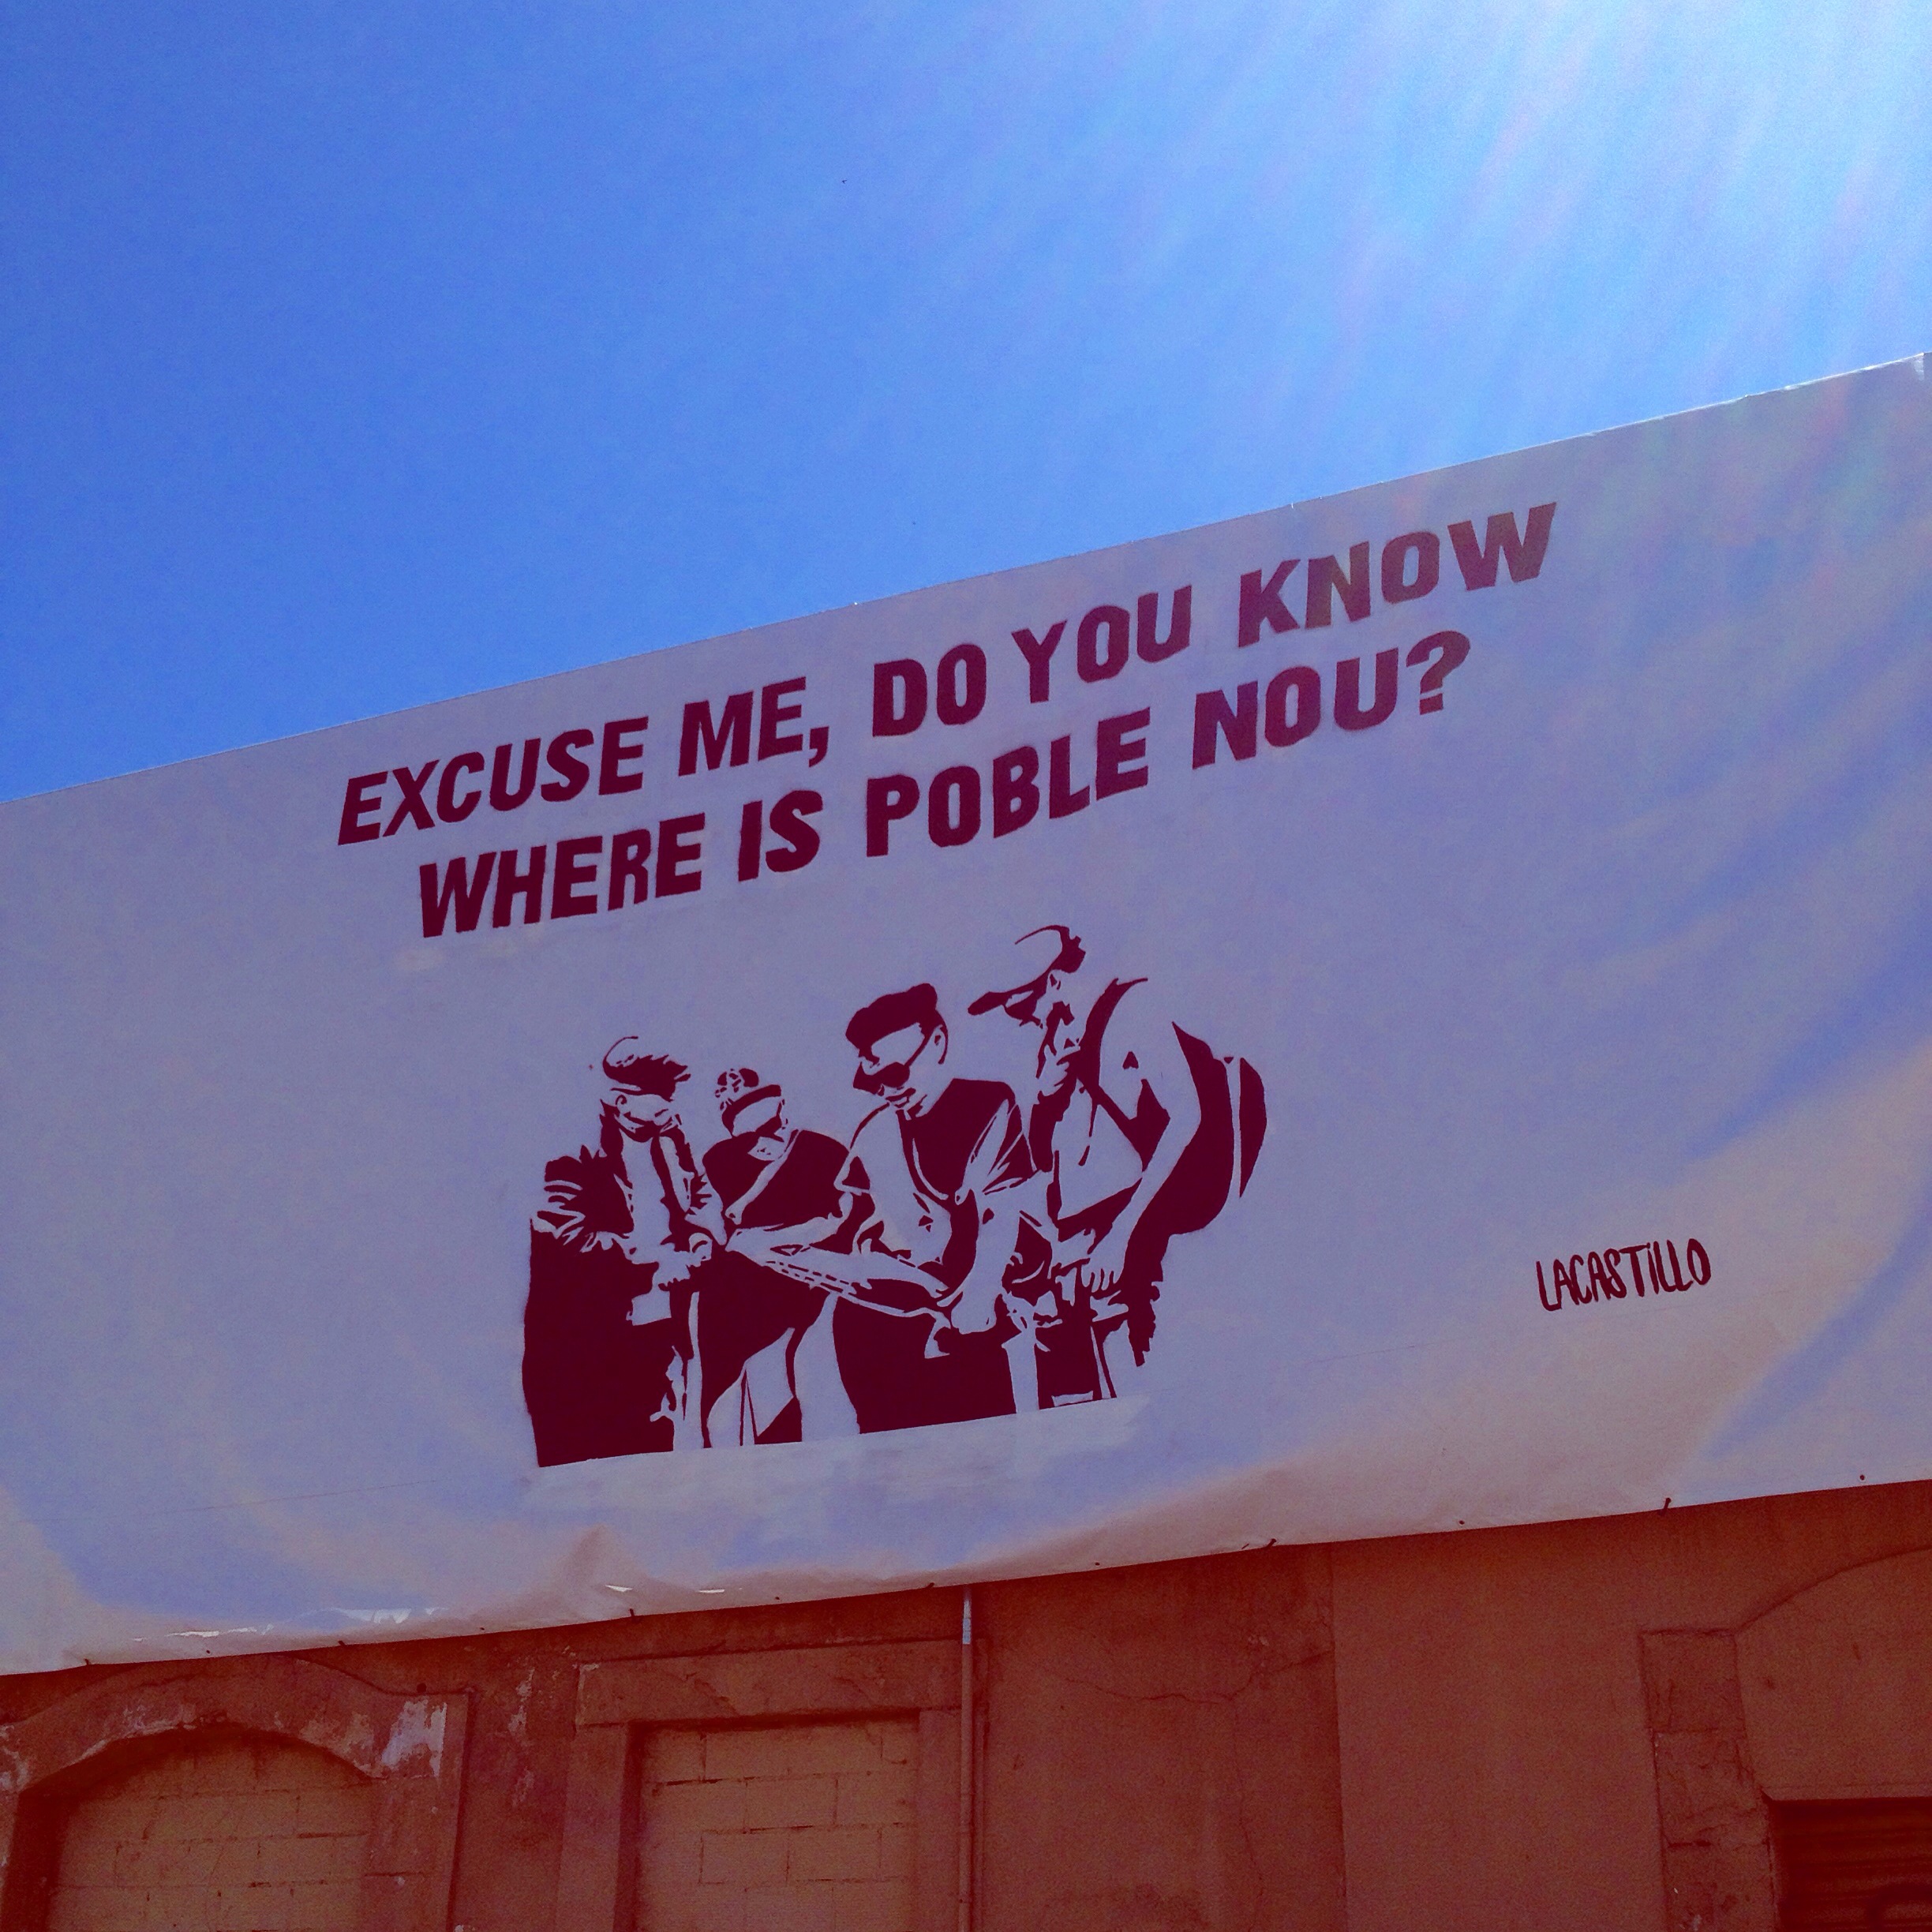 EXCUSE ME, DO YOU KNOW
WHERE IS POBLE NOU?
LACASTILLO